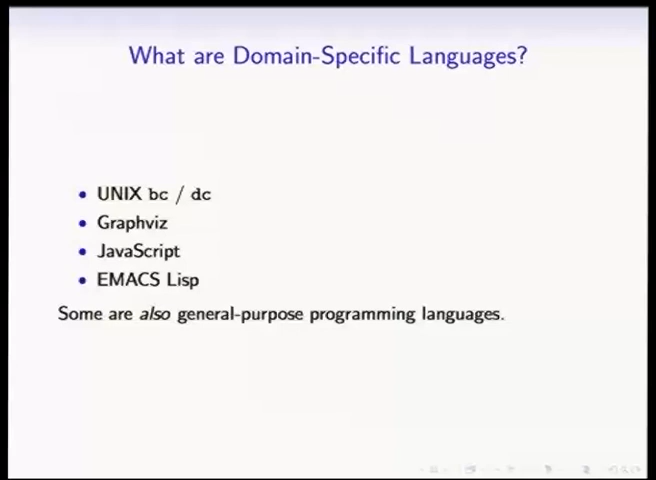 What are Domain-Specific Languages?
• UNIX bc / dc
• Graphviz
• JavaScript
• EMACS Lisp
Some are also general-purpose programming languages.